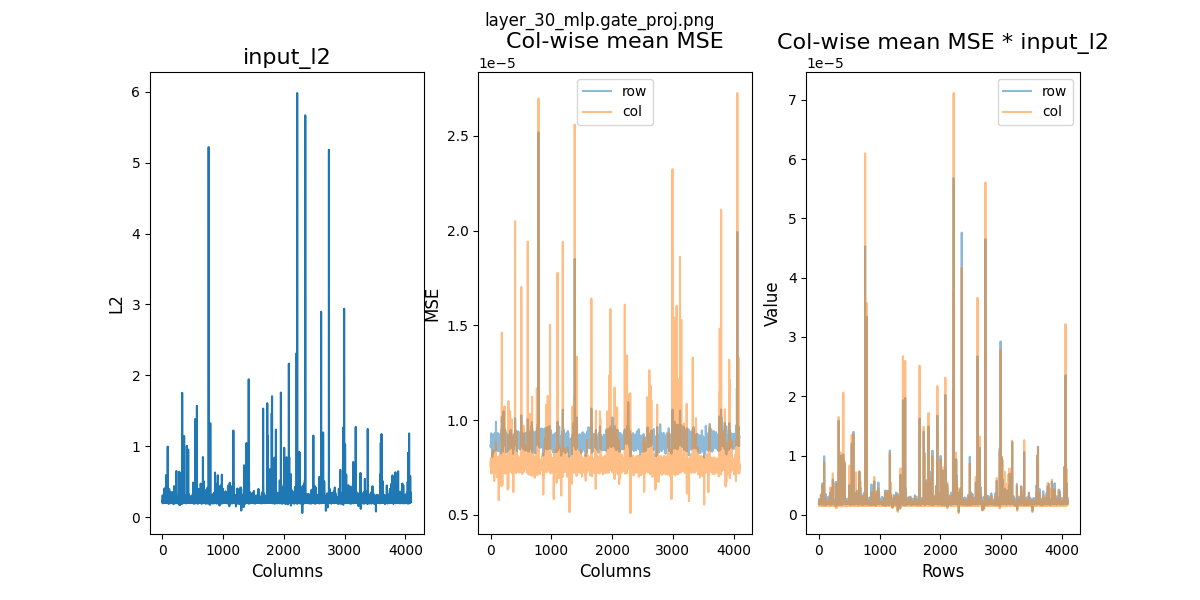 layer_30_mlp.gate_proj.png
input_l2
L2
6
5
4
3
2
1
0
0
1000
2000
3000
4000
Columns
Col-wise mean MSE
1e−5
row
col
MSE
2.5
2.0
1.5
1.0
0.5
0
1000
2000
3000
4000
Columns
Col-wise mean MSE * input_l2
1e−5
row
col
Value
7
6
5
4
3
2
1
0
0
1000
2000
3000
4000
Rows